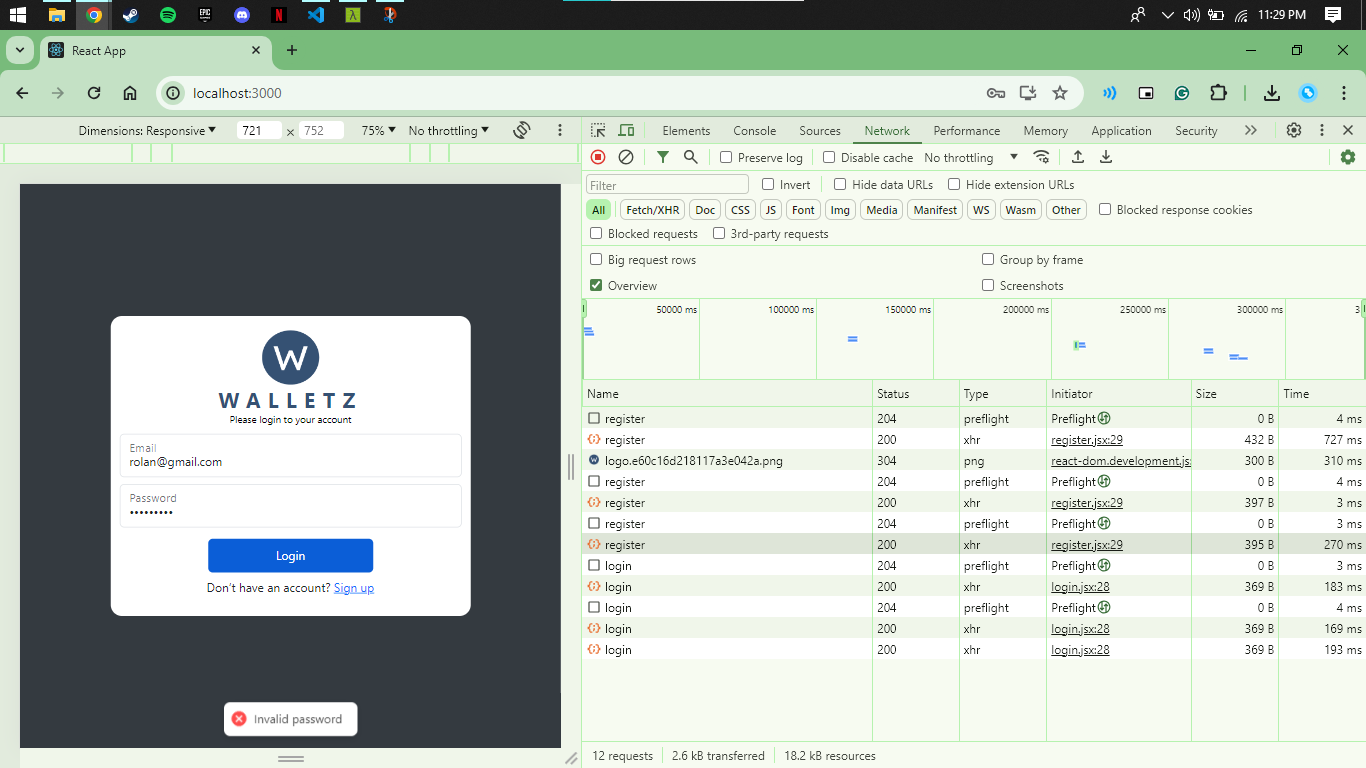 EPIC GAMES
N
λ
11:29 PM
React App
localhost:3000
Dimensions: Responsive 721 × 752 75% No throttling
Elements Console Sources Network Performance Memory Application Security
Preserve log Disable cache No throttling
Filter Invert Hide data URLs Hide extension URLs
All Fetch/XHR Doc CSS JS Font Img Media Manifest WS Wasm Other Blocked response cookies
Blocked requests 3rd-party requests
Big request rows Group by frame
Overview Screenshots
50000 ms 100000 ms 150000 ms 200000 ms 250000 ms 300000 ms 3
W
WALLETZ
Please login to your account
Email
rolan@gmail.com
Password
•••••••••
Login
Don't have an account? Sign up
Invalid password
Name Status Type Initiator Size Time
register 204 preflight Preflight 0 B 4 ms
register 200 xhr register.jsx:29 432 B 727 ms
logo.e60c16d218117a3e042a.png 304 png react-dom.development.js: 300 B 310 ms
register 204 preflight Preflight 0 B 4 ms
register 200 xhr register.jsx:29 397 B 3 ms
register 204 preflight Preflight 0 B 3 ms
register 200 xhr register.jsx:29 395 B 270 ms
login 204 preflight Preflight 0 B 3 ms
login 200 xhr login.jsx:28 369 B 183 ms
login 204 preflight Preflight 0 B 4 ms
login 200 xhr login.jsx:28 369 B 169 ms
login 200 xhr login.jsx:28 369 B 193 ms
12 requests 2.6 kB transferred 18.2 kB resources